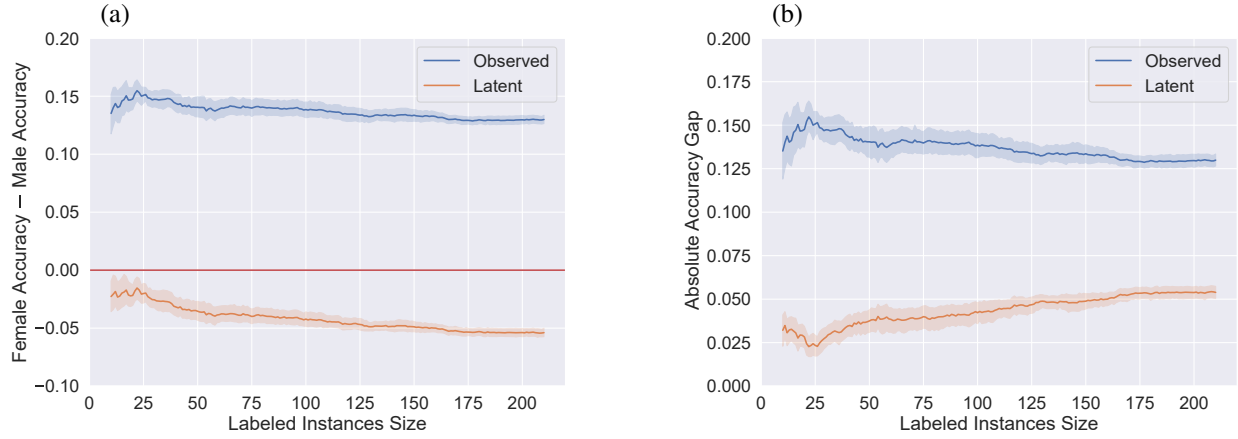 (a)
Female Accuracy − Male Accuracy
0.20
0.15
0.10
0.05
0.00
−0.05
−0.10
Observed
Latent
0 25 50 75 100 125 150 175 200
Labeled Instances Size
(b)
Absolute Accuracy Gap
0.200
0.175
0.150
0.125
0.100
0.075
0.050
0.025
0.000
Observed
Latent
0 25 50 75 100 125 150 175 200
Labeled Instances Size